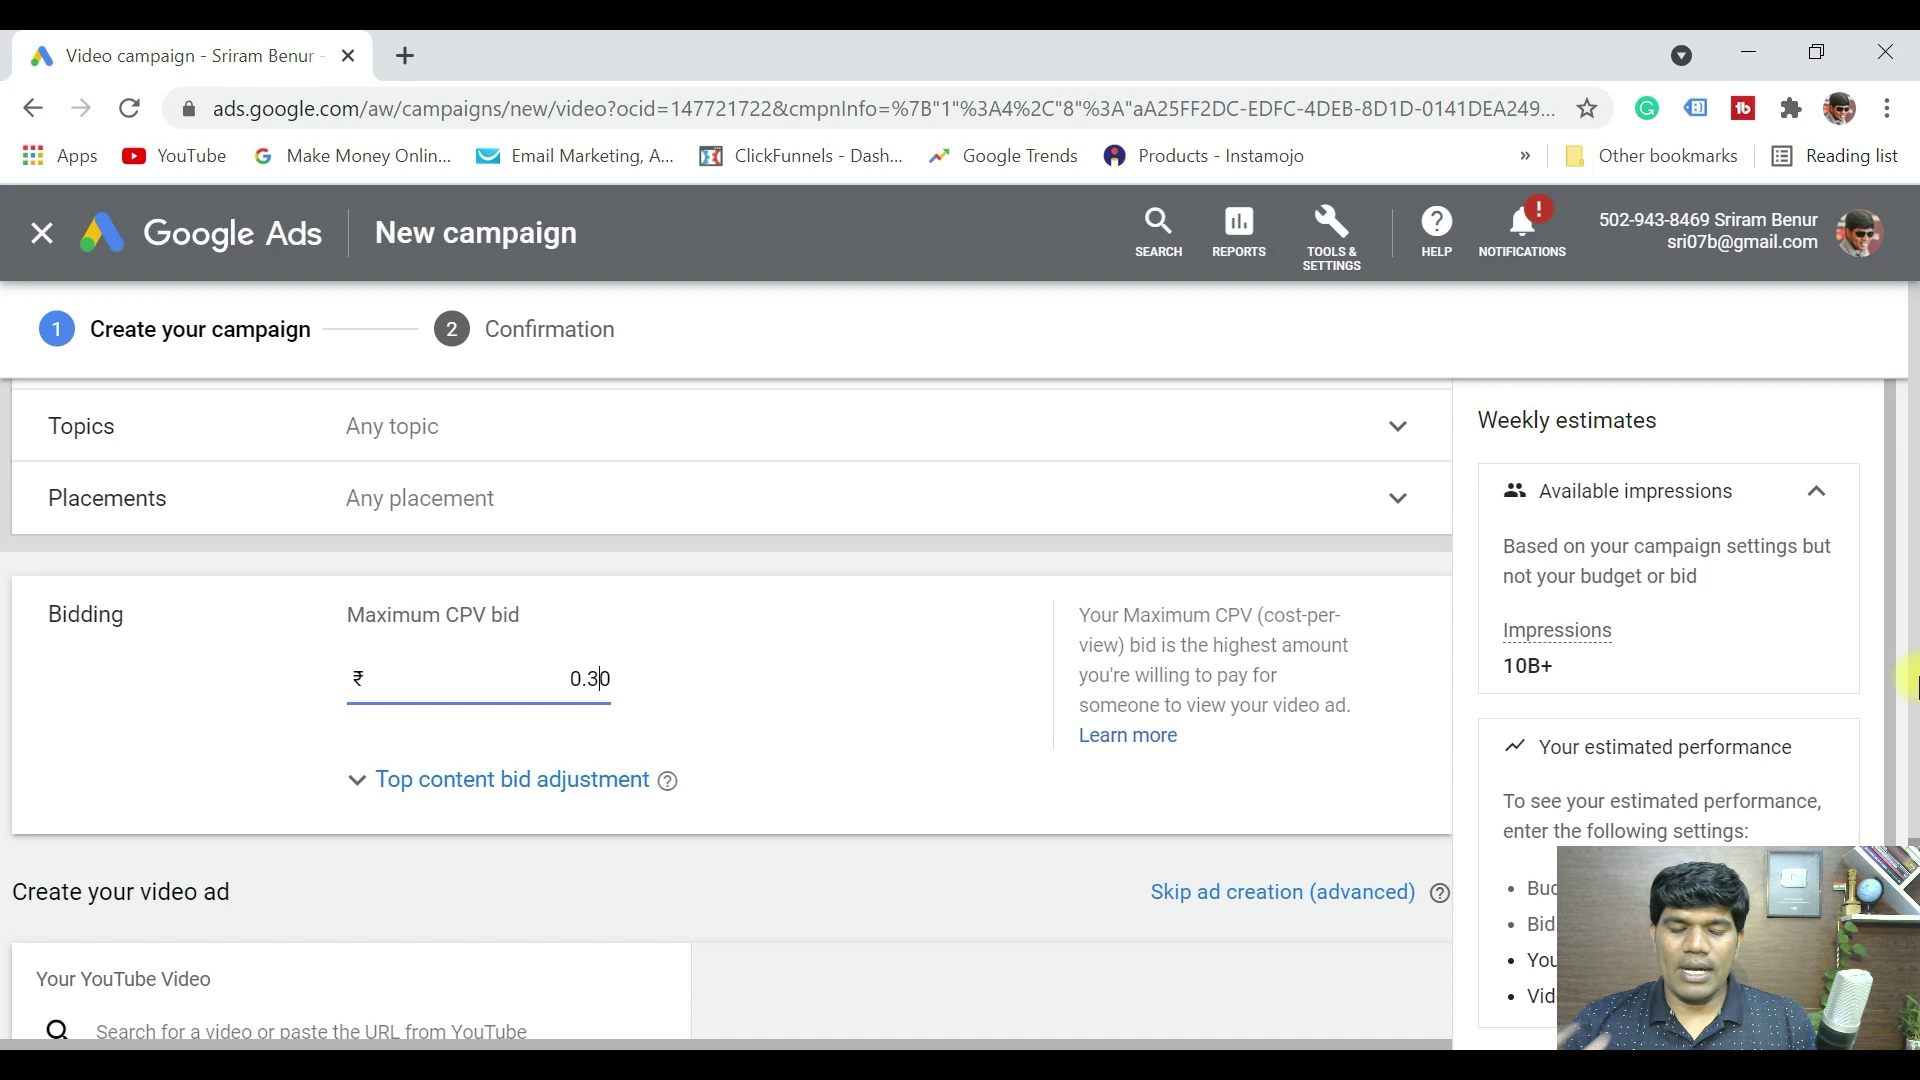 Video campaign - Sriram Benur -
ads.google.com/aw/campaigns/new/video?ocid=147721722&cmpnInfo=%7B"1"%3A4%2C"8"%3A"aA25FF2DC-EDFC-4DEB-8D1D-0141DEA249...
Apps YouTube Make Money Onlin... Email Marketing, A... ClickFunnels - Dash... Google Trends Products - Instamojo » Other bookmarks Reading list
Google Ads New campaign
SEARCH REPORTS TOOLS & SETTINGS HELP NOTIFICATIONS
502-943-8469 Sriram Benur
sri07b@gmail.com
1 Create your campaign 2 Confirmation
Topics Any topic
Placements Any placement
Bidding Maximum CPV bid
₹ 0.30
Top content bid adjustment
Your Maximum CPV (cost-per-
view) bid is the highest amount
you're willing to pay for
someone to view your video ad.
Learn more
Create your video ad Skip ad creation (advanced)
Your YouTube Video
Search for a video or paste the URL from YouTube
Weekly estimates
Available impressions
Based on your campaign settings but
not your budget or bid
Impressions
10B+
Your estimated performance
To see your estimated performance,
enter the following settings:
• Bud
• Bid
• You
• Vid